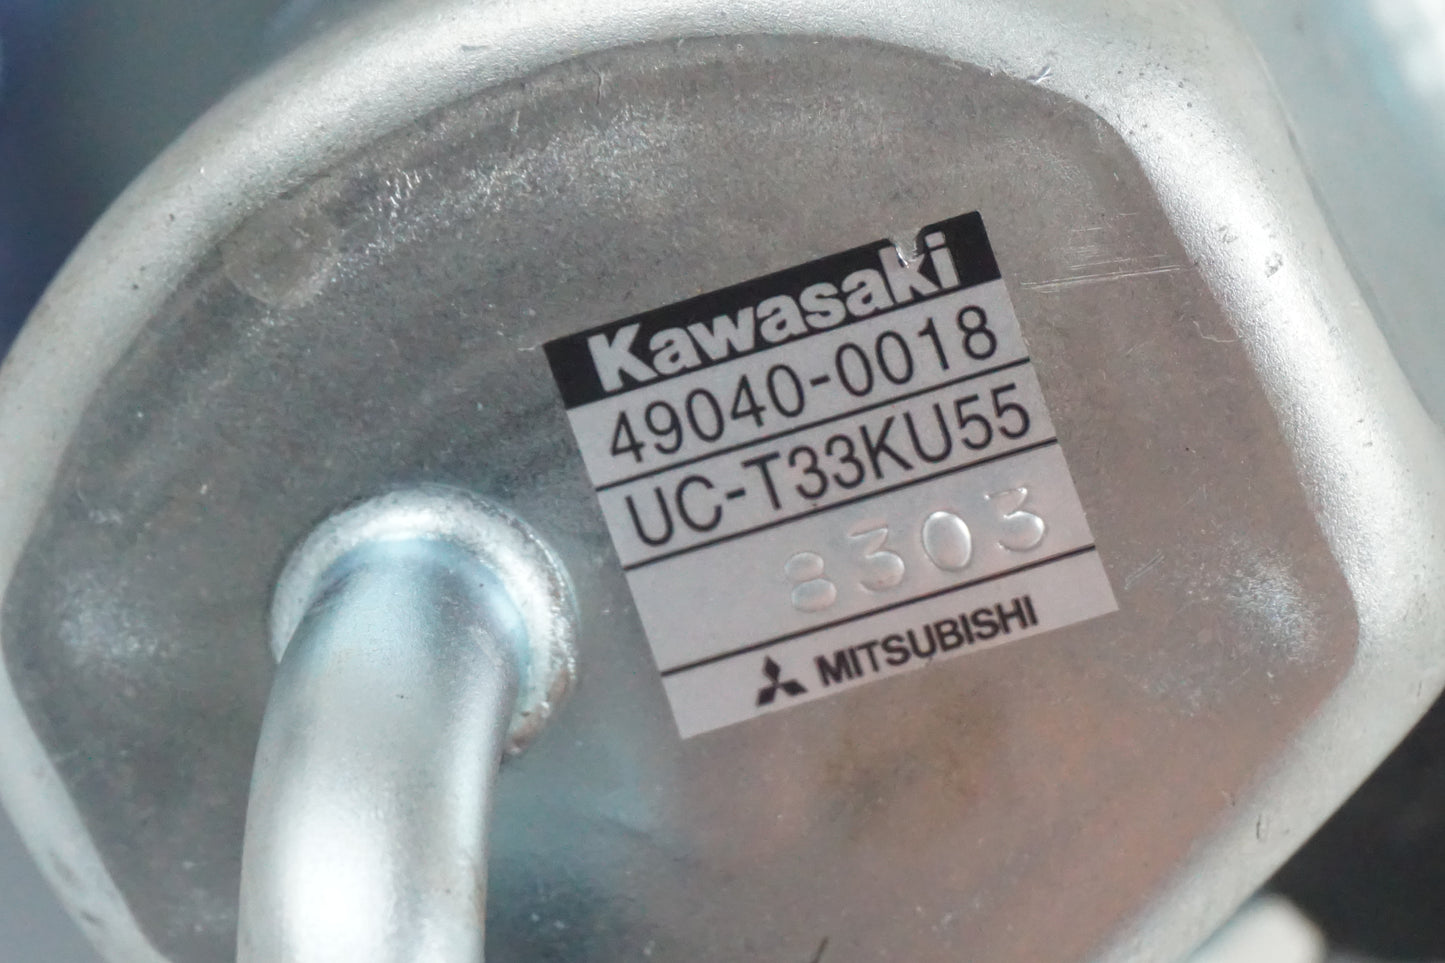 Kawasaki
49040-0018
UC-T33KU55
8303
MITSUBISHI